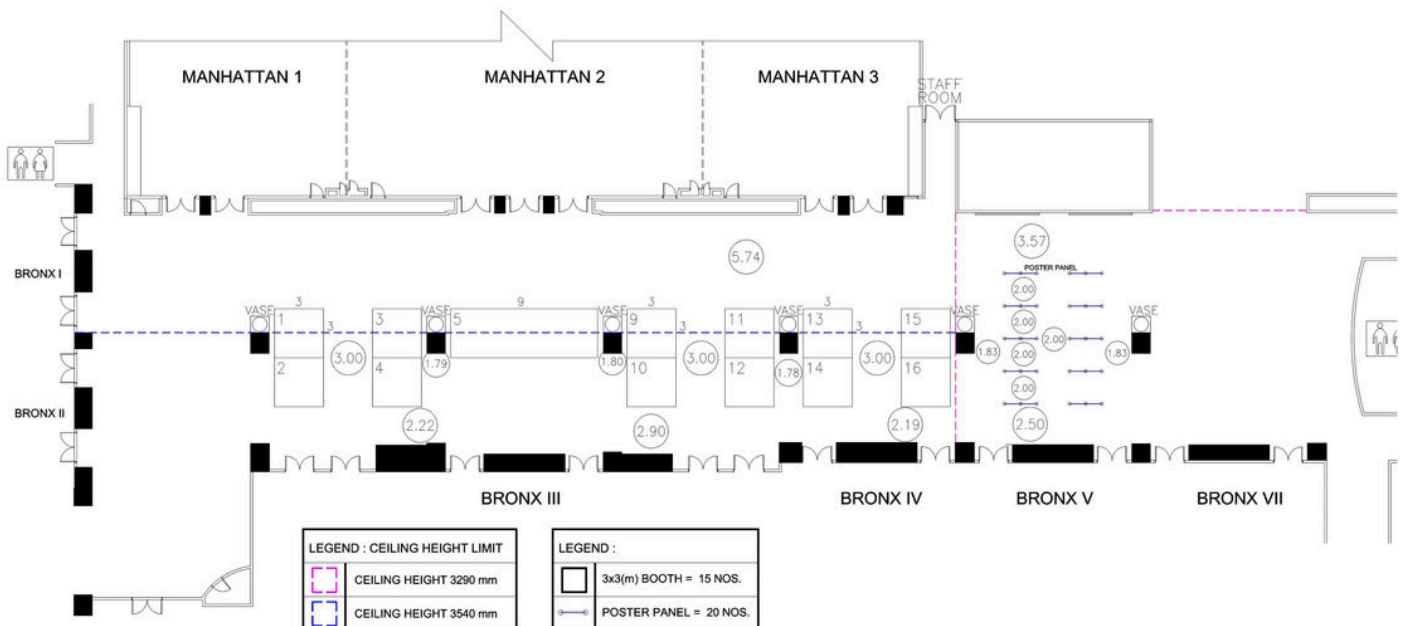 MANHATTAN 1
MANHATTAN 2
MANHATTAN 3
STAFF
ROOM
BRONX I
BRONX II
5.74
3.57
POSTER PANEL
2.00
2.00
2.00
2.00
2.00
1.83
1.83
2.50
VASE
VASE
VASE
VASE
VASE
VASE
3
9
3
3
1
3
3
5
9
3
11
13
3
15
2
3.00
4
1.79
1.80
10
3.00
12
1.78
14
3.00
16
2.22
2.90
2.19
BRONX III
BRONX IV
BRONX V
BRONX VII
LEGEND : CEILING HEIGHT LIMIT
CEILING HEIGHT 3290 mm
CEILING HEIGHT 3540 mm
LEGEND :
3x3(m) BOOTH = 15 NOS.
POSTER PANEL = 20 NOS.